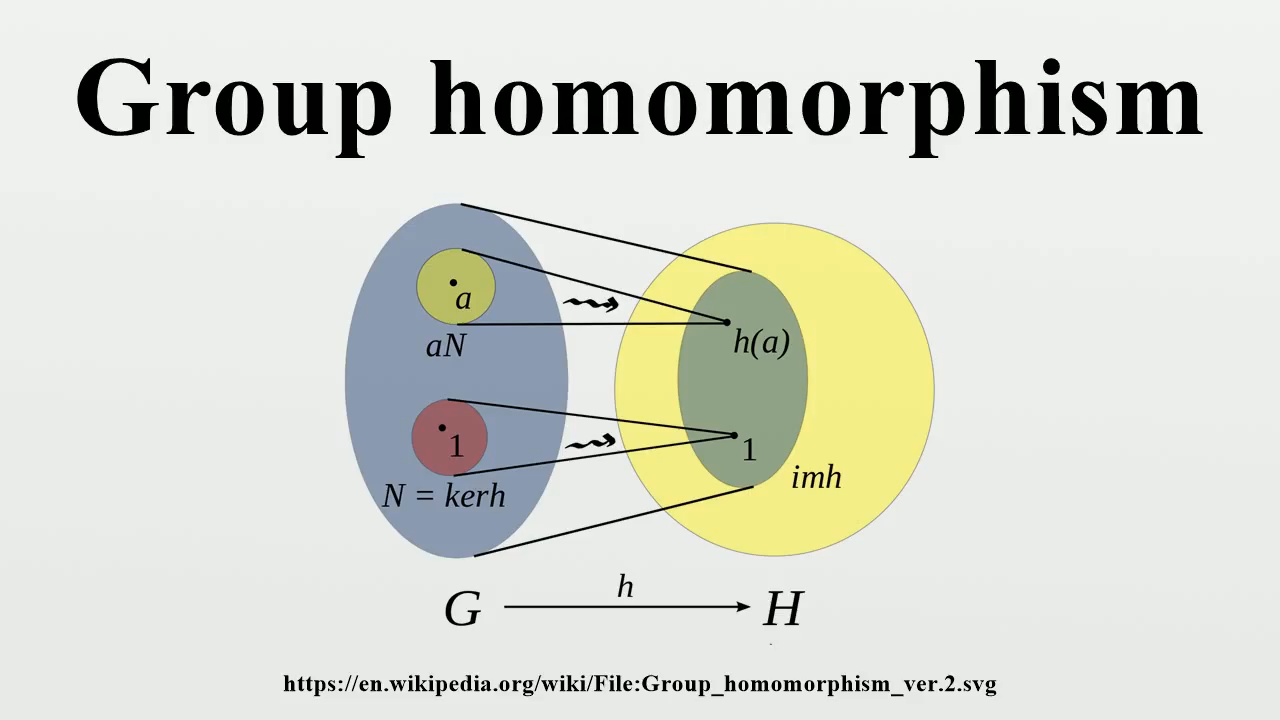 Group homomorphism
a
aN
h(a)
1
1
N = kerh
imh
h
G
H
https://en.wikipedia.org/wiki/File:Group_homomorphism_ver.2.svg